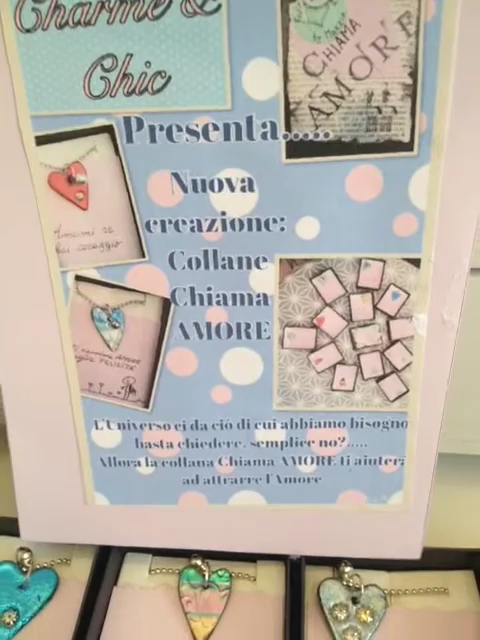 Charme &
Chic
CHIAMA
AMORE
Presenta.....
Nuova
creazione:
Collane
Chiama
AMORE
L'Universo ci da ciò di cui abbiamo bisogno
basta chiedere, semplice no?.....
Allora la collana Chiama AMORE ti aiuterà
ad attrarre l'Amore